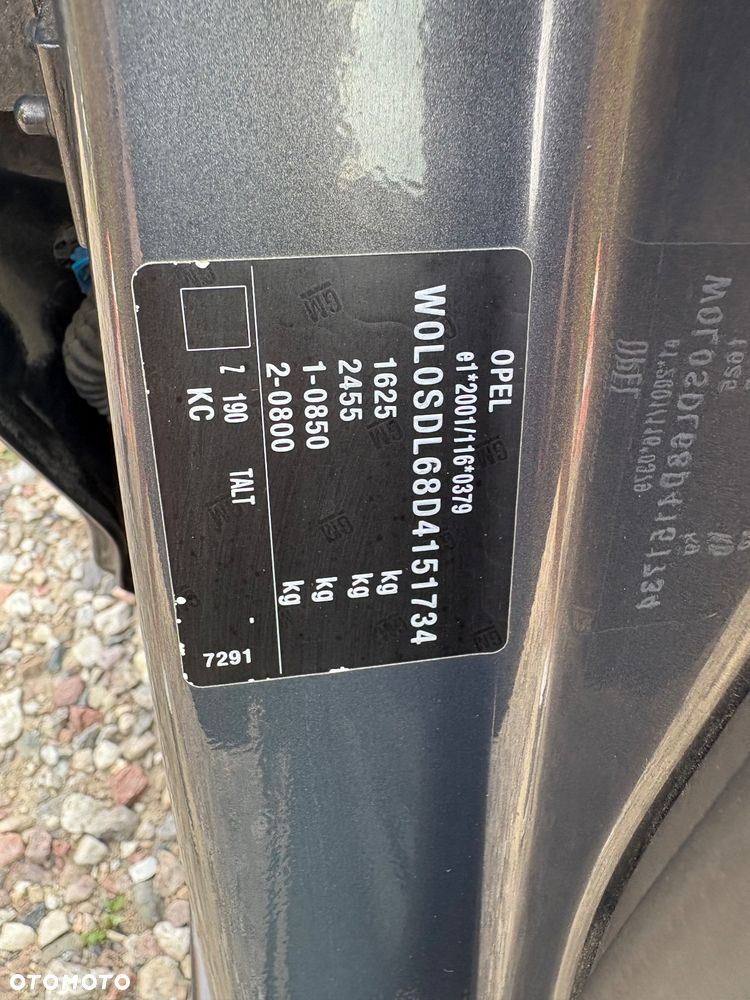 OPEL
e1*2001/116*0379
W0L0SDL68D4151734
1625 kg
2455 kg
1-0850 kg
2-0800 kg
Z 190 TALT
KC
7291
GM
OTOMOTO